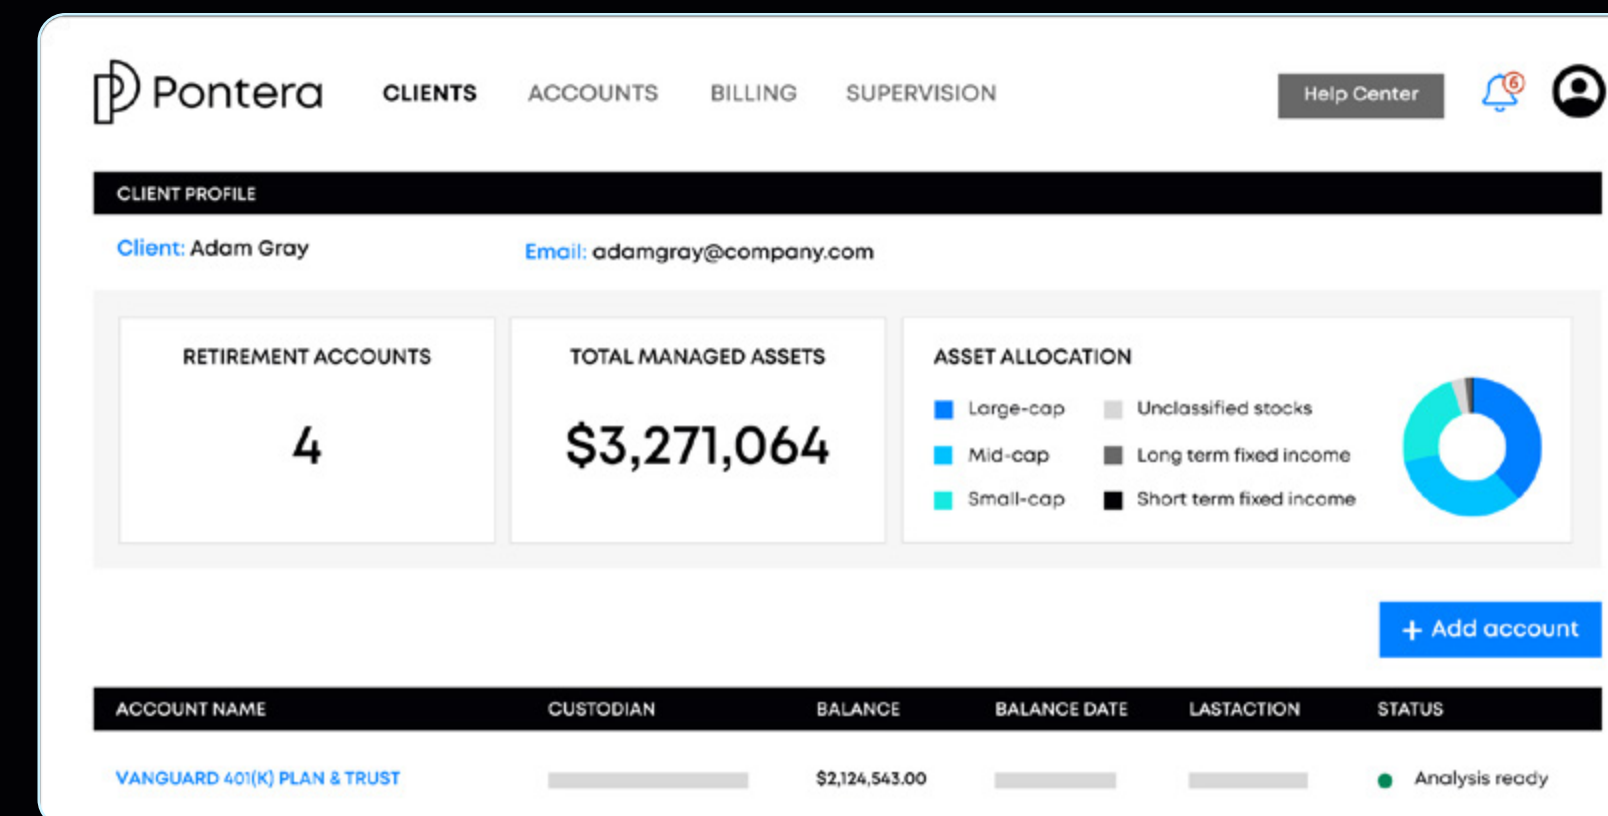 Pontera CLIENTS ACCOUNTS BILLING SUPERVISION Help Center 6
CLIENT PROFILE
Client: Adam Gray Email: adamgray@company.com
RETIREMENT ACCOUNTS
4
TOTAL MANAGED ASSETS
$3,271,064
ASSET ALLOCATION
Large-cap Unclassified stocks
Mid-cap Long term fixed income
Small-cap Short term fixed income
+ Add account
ACCOUNT NAME CUSTODIAN BALANCE BALANCE DATE LASTACTION STATUS
VANGUARD 401(K) PLAN & TRUST $2,124,543.00 Analysis ready